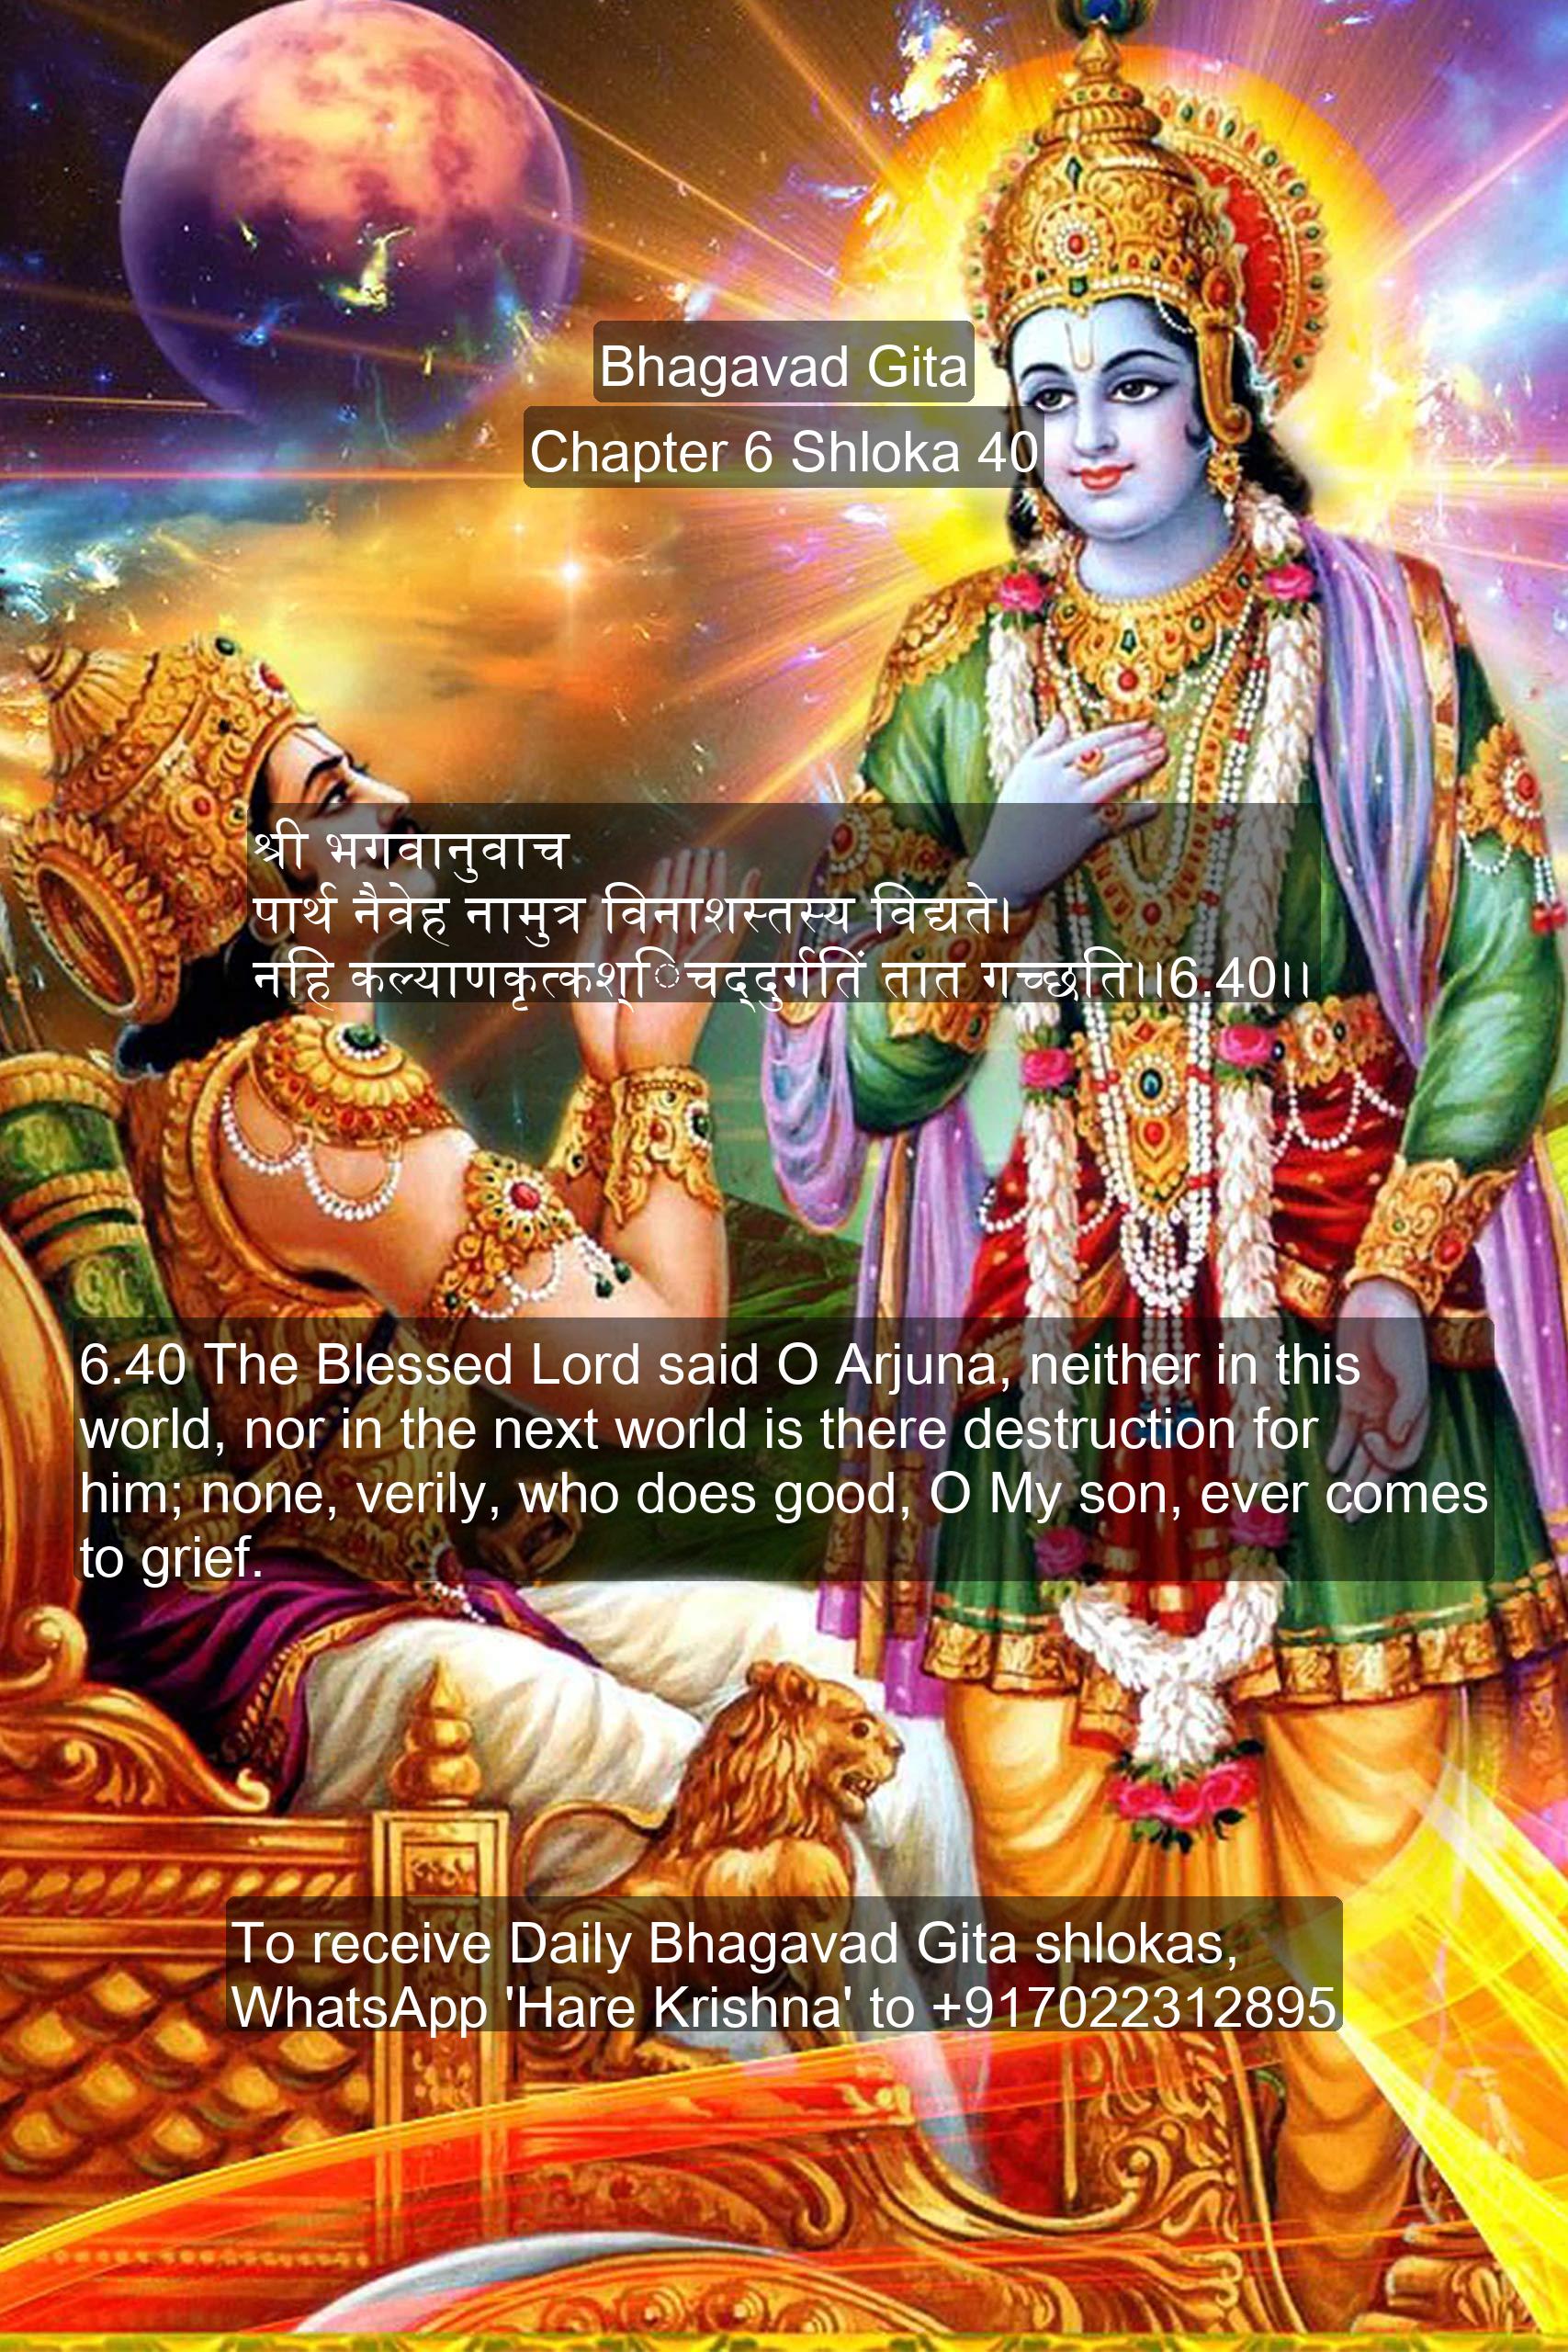 Bhagavad Gita
Chapter 6 Shloka 40
श्री भगवानुवाच
पार्थ नैवेह नामुत्र विनाशस्तस्य विद्यते।
नहि कल्याणकृत्कश्िचद्दुर्गतिं तात गच्छति।।6.40।।
6.40 The Blessed Lord said O Arjuna, neither in this
world, nor in the next world is there destruction for
him; none, verily, who does good, O My son, ever comes
to grief.
To receive Daily Bhagavad Gita shlokas,
WhatsApp 'Hare Krishna' to +917022312895